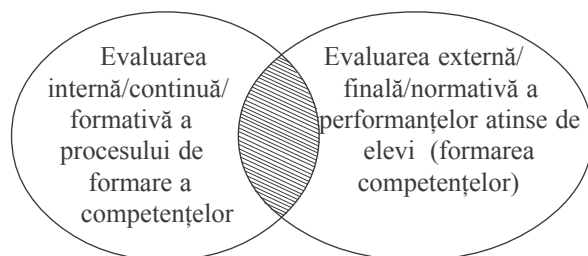 Evaluarea
internă/continuă/
formativă a
procesului de
formare a
competențelor
Evaluarea externă/
finală/normativă a
performanțelor atinse de
elevi (formarea
competențelor)